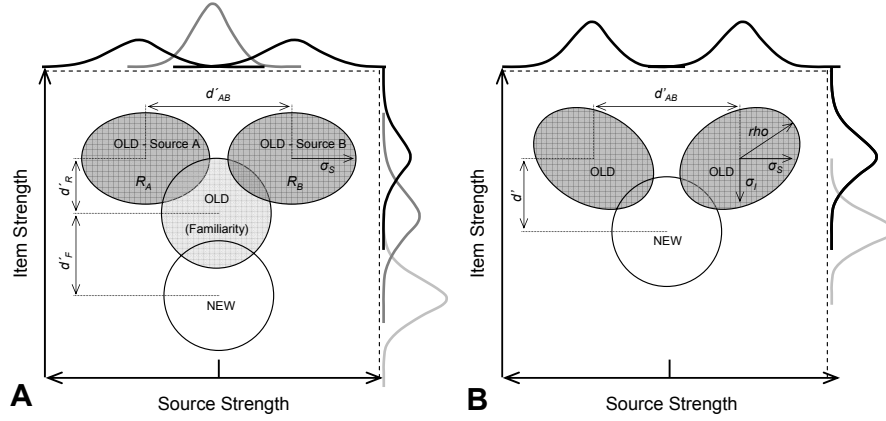 d´AB
OLD - Source A
OLD - Source B
σS
RA
RB
d´R
OLD
(Familiarity)
d´F
NEW
Item Strength
Source Strength
A
d'AB
rho
σS
OLD
OLD
σI
d'
NEW
Item Strength
Source Strength
B